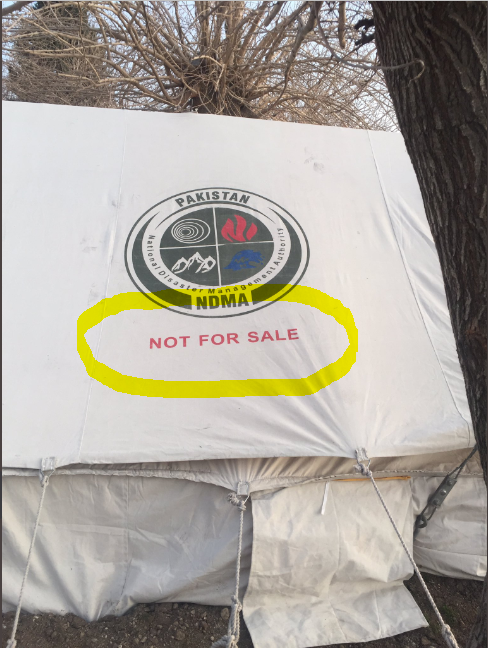 PAKISTAN
National Disaster Management Authority
NDMA
NOT FOR SALE